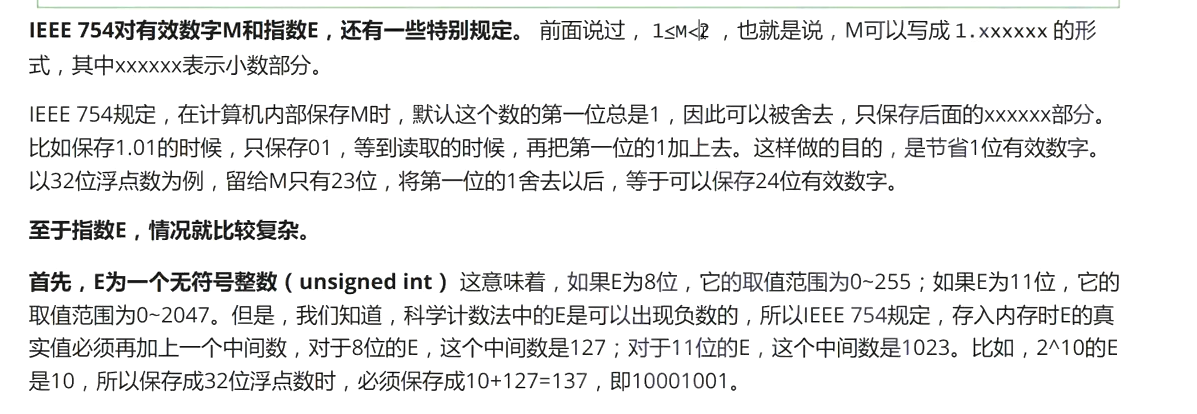 IEEE 754对有效数字M和指数E，还有一些特别规定。 前面说过， 1≤M<2 ，也就是说，M可以写成 1.xxxxxx 的形
式，其中xxxxxx表示小数部分。
IEEE 754规定，在计算机内部保存M时，默认这个数的第一位总是1，因此可以被舍去，只保存后面的xxxxxx部分。
比如保存1.01的时候，只保存01，等到读取的时候，再把第一位的1加上去。这样做的目的，是节省1位有效数字。
以32位浮点数为例，留给M只有23位，将第一位的1舍去以后，等于可以保存24位有效数字。
至于指数E，情况就比较复杂。
首先，E为一个无符号整数（unsigned int） 这意味着，如果E为8位，它的取值范围为0~255；如果E为11位，它的
取值范围为0~2047。但是，我们知道，科学计数法中的E是可以出现负数的，所以IEEE 754规定，存入内存时E的真
实值必须再加上一个中间数，对于8位的E，这个中间数是127；对于11位的E，这个中间数是1023。比如，2^10的E
是10，所以保存成32位浮点数时，必须保存成10+127=137，即10001001。